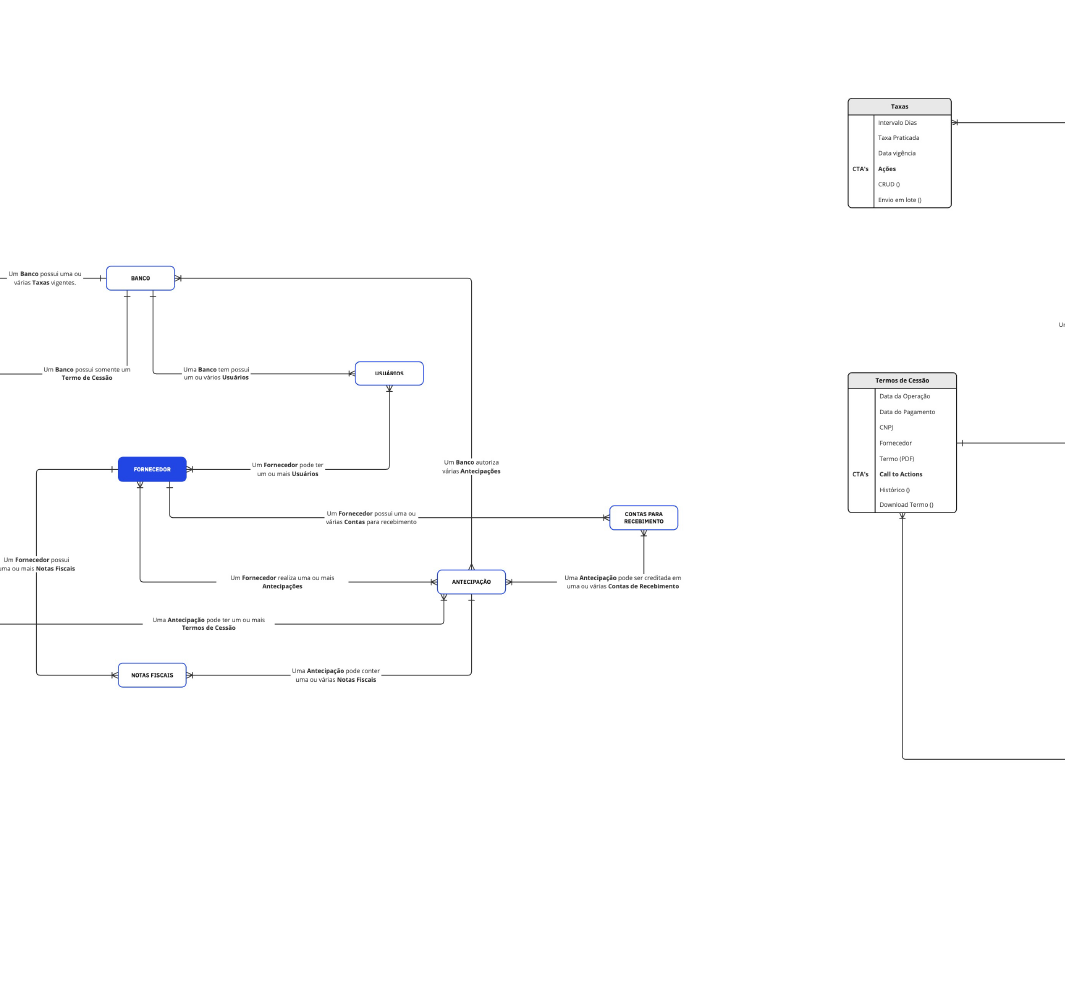 Taxas
Intervalo Dias
Taxa Praticada
Data vigência
CTA's
Ações
CRUD ()
Envio em lote ()
Um Banco possui uma ou
várias Taxas vigentes.
BANCO
Um Banco possui somente um
Termo de Cessão
Uma Banco tem possui
um ou vários Usuários
USUÁRIOS
FORNECEDOR
Um Fornecedor pode ter
um ou mais Usuários
Um Banco autoriza
várias Antecipações
Um Fornecedor possui uma ou
várias Contas para recebimento
CONTAS PARA
RECEBIMENTO
Um Fornecedor possui
uma ou mais Notas Fiscais
Um Fornecedor realiza uma ou mais
Antecipações
ANTECIPAÇÃO
Uma Antecipação pode ser creditada em
uma ou várias Contas de Recebimento
Uma Antecipação pode ter um ou mais
Termos de Cessão
NOTAS FISCAIS
Uma Antecipação pode conter
uma ou várias Notas Fiscais
Termos de Cessão
Data da Operação
Data do Pagamento
CNPJ
Fornecedor
Termo (PDF)
CTA's
Call to Actions
Histórico ()
Download Termo ()